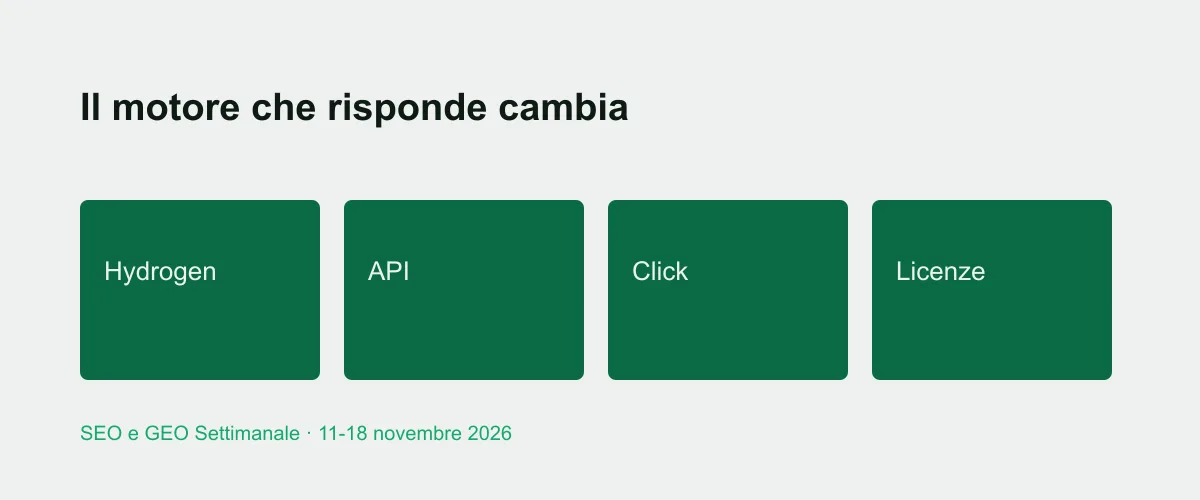 Il motore che risponde cambia
Hydrogen
API
Click
Licenze
SEO e GEO Settimanale · 11-18 novembre 2026